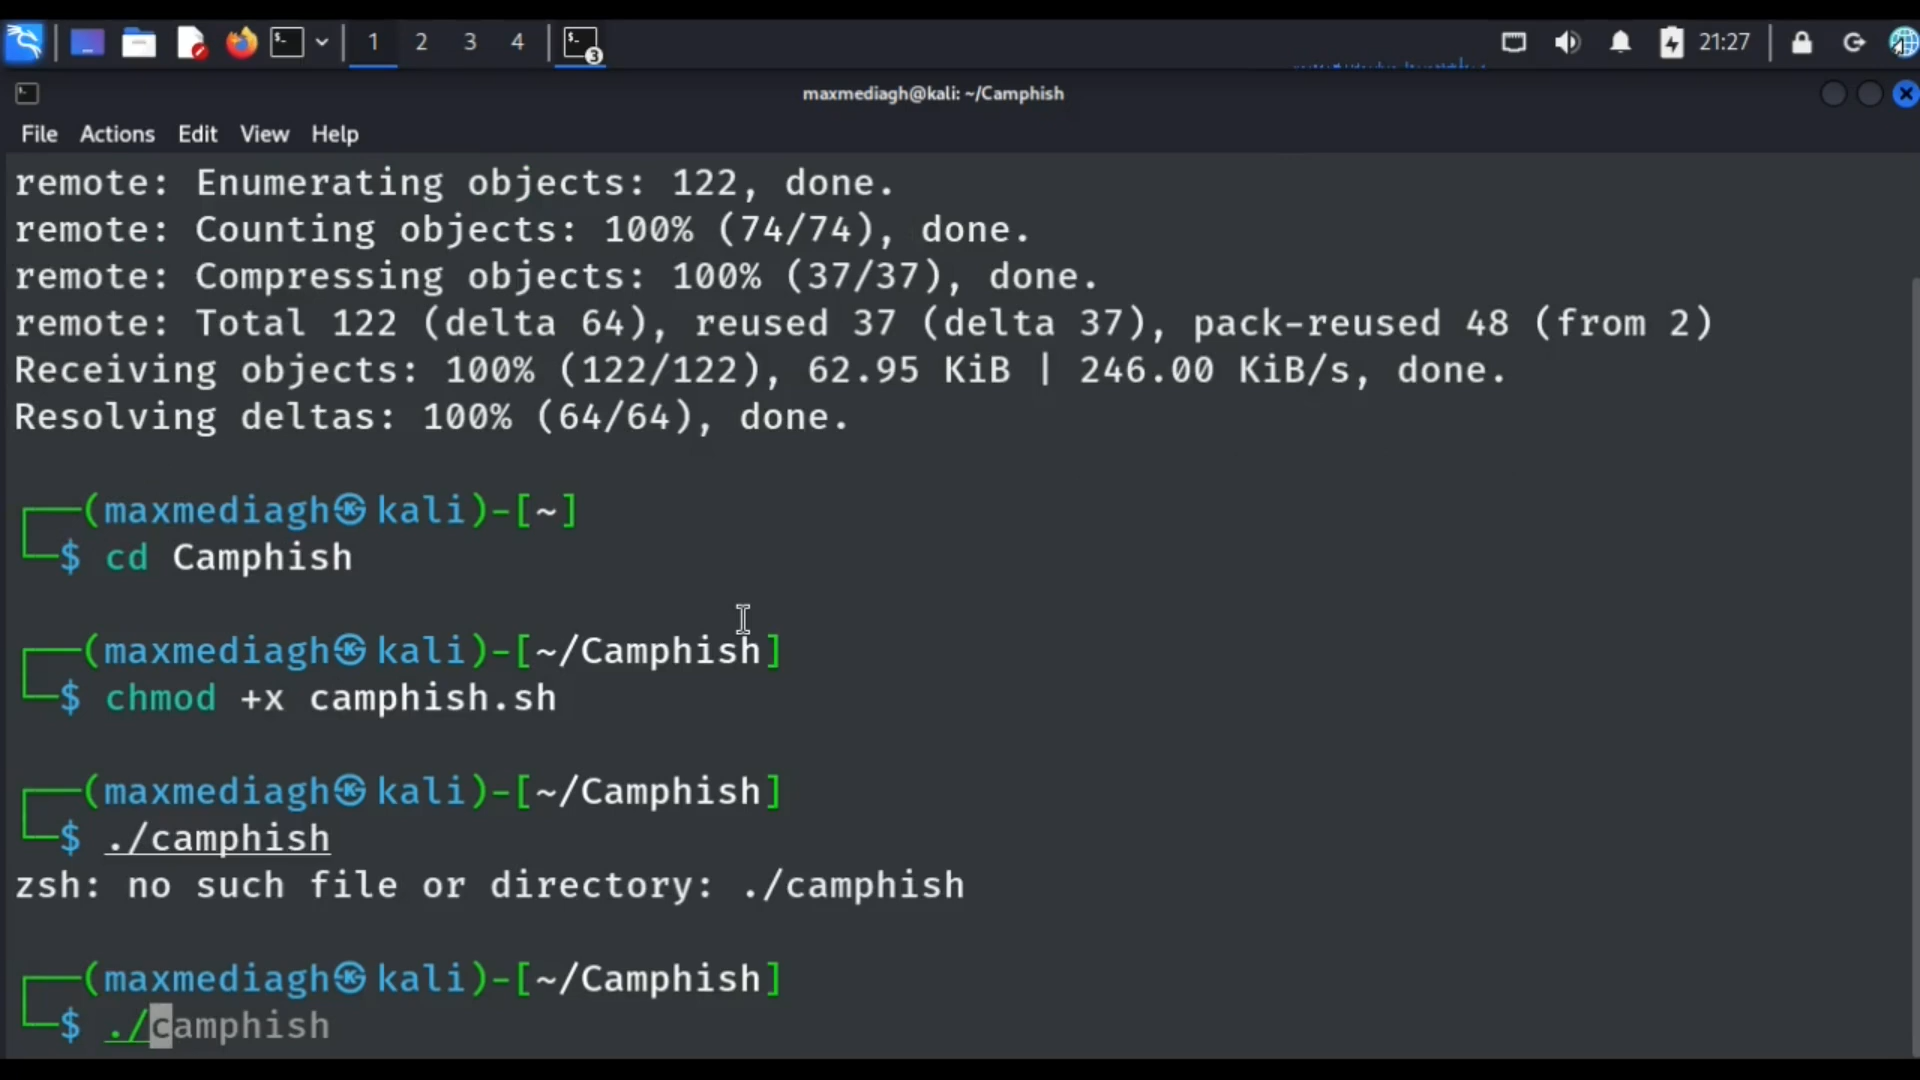 1 2 3 4 3 21:27
maxmediagh@kali: ~/Camphish
File Actions Edit View Help
remote: Enumerating objects: 122, done.
remote: Counting objects: 100% (74/74), done.
remote: Compressing objects: 100% (37/37), done.
remote: Total 122 (delta 64), reused 37 (delta 37), pack-reused 48 (from 2)
Receiving objects: 100% (122/122), 62.95 KiB | 246.00 KiB/s, done.
Resolving deltas: 100% (64/64), done.
(maxmediagh㉿kali)-[~]
$ cd Camphish
(maxmediagh㉿kali)-[~/Camphish]
$ chmod +x camphish.sh
(maxmediagh㉿kali)-[~/Camphish]
$ ./camphish
zsh: no such file or directory: ./camphish
(maxmediagh㉿kali)-[~/Camphish]
$ ./camphish